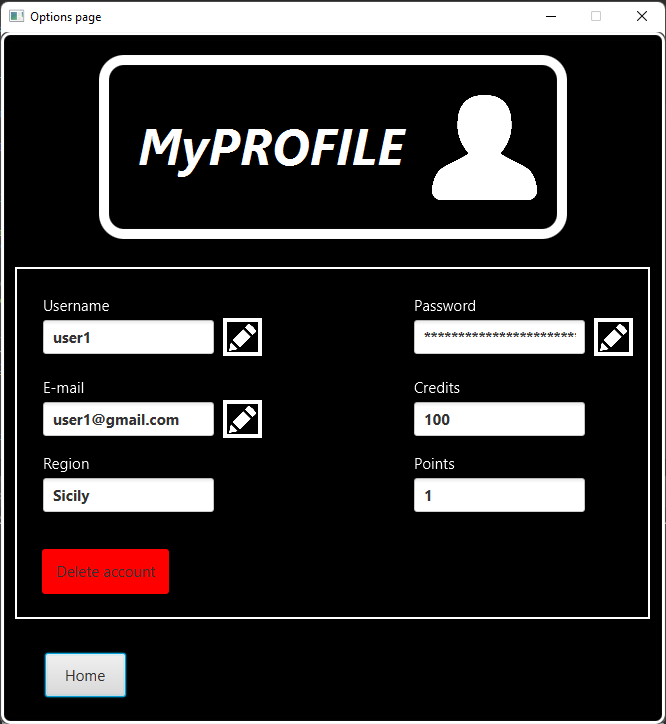 Options page
MyPROFILE
Username
user1
Password
***********************
E-mail
user1@gmail.com
Credits
100
Region
Sicily
Points
1
Delete account
Home